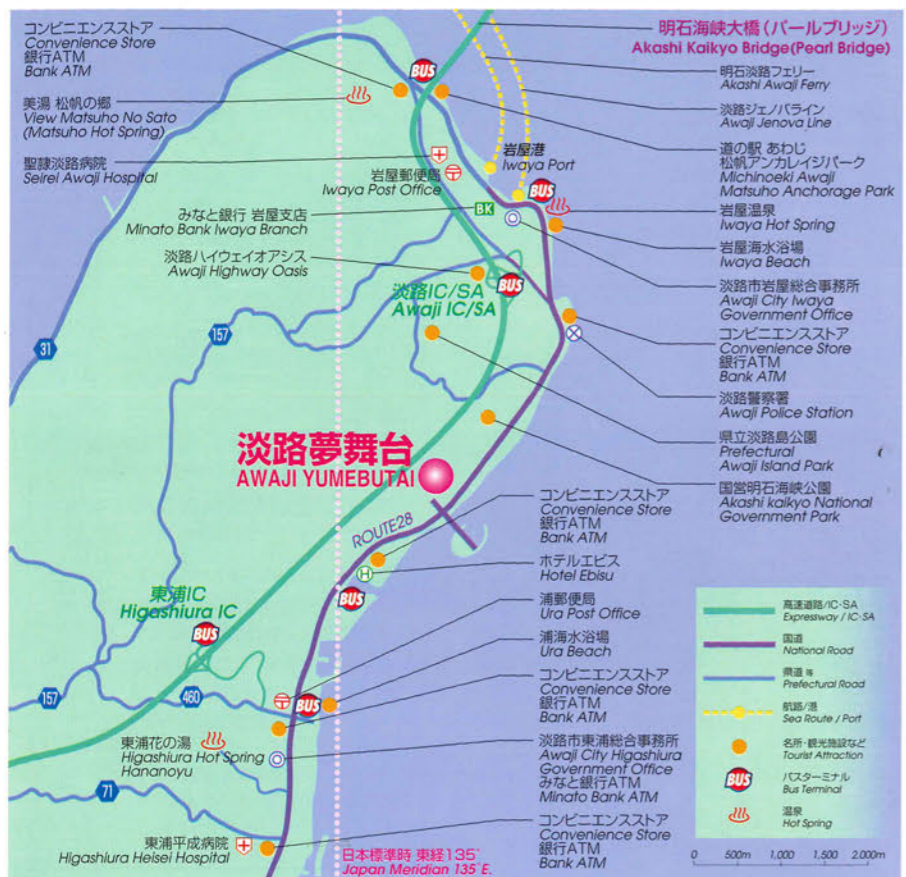 コンビニエンスストア
Convenience Store
銀行ATM
Bank ATM
美湯 松帆の郷
View Matsuho No Sato
(Matsuho Hot Spring)
聖隷淡路病院
Seirei Awaji Hospital
岩屋郵便局
Iwaya Post Office
みなと銀行 岩屋支店
Minato Bank Iwaya Branch
BK
淡路ハイウェイオアシス
Awaji Highway Oasis
淡路IC/SA
Awaji IC/SA
BUS
BUS
BUS
岩屋港
Iwaya Port
明石海峡大橋(パールブリッジ)
Akashi Kaikyo Bridge(Pearl Bridge)
明石淡路フェリー
Akashi Awaji Ferry
淡路ジェノバライン
Awaji Jenova Line
道の駅 あわじ
松帆アンカレイジパーク
Michinoeki Awaji
Matsuho Anchorage Park
岩屋温泉
Iwaya Hot Spring
岩屋海水浴場
Iwaya Beach
淡路市岩屋総合事務所
Awaji City Iwaya
Government Office
コンビニエンスストア
Convenience Store
銀行ATM
Bank ATM
淡路警察署
Awaji Police Station
県立淡路島公園
Prefectural
Awaji Island Park
国営明石海峡公園
Akashi kaikyo National
Government Park
31
157
淡路夢舞台
AWAJI YUMEBUTAI
ROUTE28
コンビニエンスストア
Convenience Store
銀行ATM
Bank ATM
H
ホテルエビス
Hotel Ebisu
BUS
東浦IC
Higashiura IC
BUS
浦郵便局
Ura Post Office
浦海水浴場
Ura Beach
157
460
BUS
コンビニエンスストア
Convenience Store
銀行ATM
Bank ATM
東浦花の湯
Higashiura Hot Spring
Hananoyu
淡路市東浦総合事務所
Awaji City Higashiura
Government Office
みなと銀行ATM
Minato Bank ATM
71
東浦平成病院
Higashiura Heisei Hospital
コンビニエンスストア
Convenience Store
銀行ATM
Bank ATM
日本標準時 東経135°
Japan Meridian 135°E.
高速道路/IC・SA
Expressway / IC・SA
国道
National Road
県道 等
Prefectural Road
航路/港
Sea Route / Port
名所・観光施設など
Tourist Attraction
BUS
バスターミナル
Bus Terminal
温泉
Hot Spring
0 500m 1,000m 1,500m 2,000m